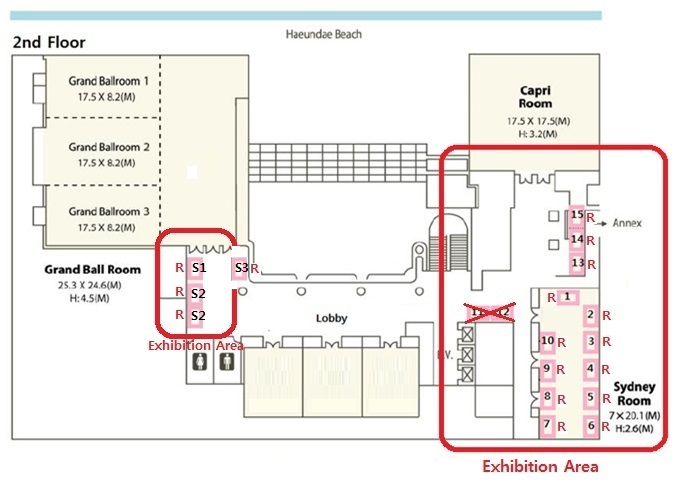 Haeundae Beach
2nd Floor
Grand Ballroom 1
17.5 X 8.2(M)
Grand Ballroom 2
17.5 X 8.2(M)
Grand Ballroom 3
17.5 X 8.2(M)
Capri
Room
17.5 X 17.5(M)
H: 3.2(M)
15 R
Annex
14 R
13 R
Grand Ball Room
25.3 X 24.6(M)
H: 4.5(M)
R S1
S3 R
R S2
R S2
Exhibition Area
Lobby
11 12
R 1
2 R
10 R
3 R
9 R
4 R
8 R
5 R
7 R
6 R
Sydney
Room
7 X 20.1(M)
H:2.6(M)
Exhibition Area